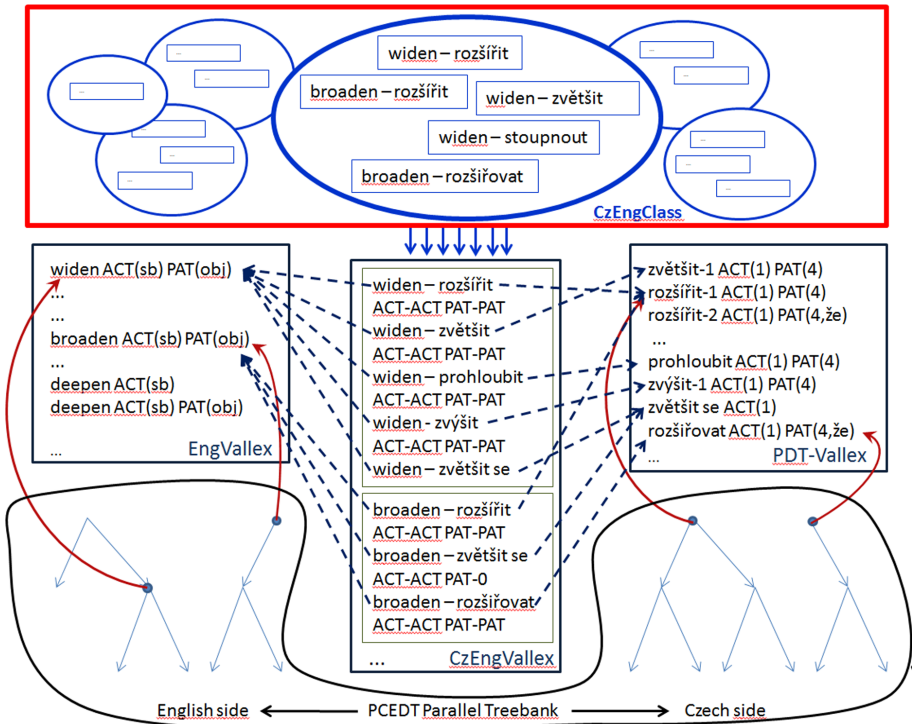 widen – rozšířit
broaden – rozšířit
widen – zvětšit
widen – stoupnout
broaden – rozšiřovat
CzEngClass
widen ACT(sb) PAT(obj)
...
...
broaden ACT(sb) PAT(obj)
...
deepen ACT(sb)
deepen ACT(sb) PAT(obj)
...
EngVallex
widen – rozšířit
ACT-ACT PAT-PAT
widen – zvětšit
ACT-ACT PAT-PAT
widen – prohloubit
ACT-ACT PAT-PAT
widen - zvýšit
ACT-ACT PAT-PAT
widen – zvětšit se
broaden – rozšířit
ACT-ACT PAT-PAT
broaden – zvětšit se
ACT-ACT PAT-0
broaden – rozšiřovat
ACT-ACT PAT-PAT
...
CzEngVallex
zvětšit-1 ACT(1) PAT(4)
rozšířit-1 ACT(1) PAT(4)
rozšířit-2 ACT(1) PAT(4,že)
...
prohloubit ACT(1) PAT(4)
zvýšit-1 ACT(1) PAT(4)
zvětšit se ACT(1)
rozšiřovat ACT(1) PAT(4,že)
...
PDT-Vallex
English side
PCEDT Parallel Treebank
Czech side